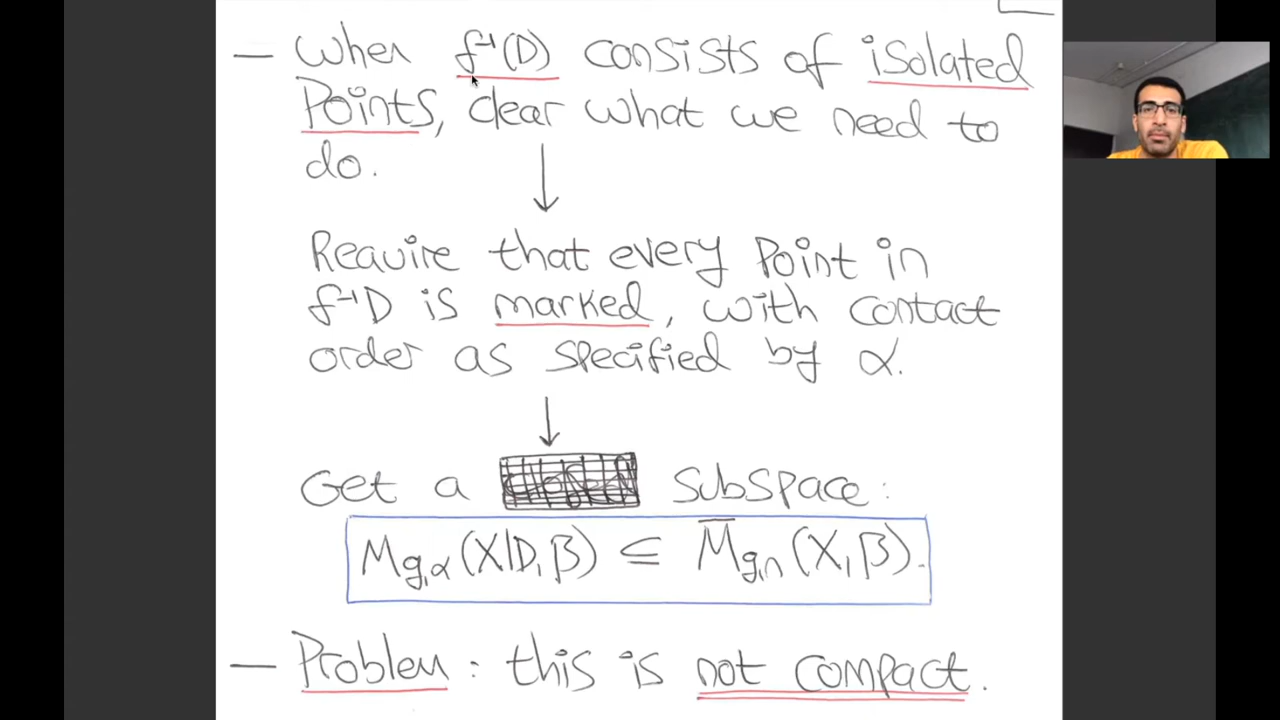 — When f⁻¹(D) consists of isolated
Points, clear what we need to
do.
↓
Require that every Point in
f⁻¹D is marked, with contact
order as specified by α.
↓
Get a subspace:
M_{g,α}(X|D,β) ⊆ M̅_{g,n}(X,β).
— Problem: this is not compact.